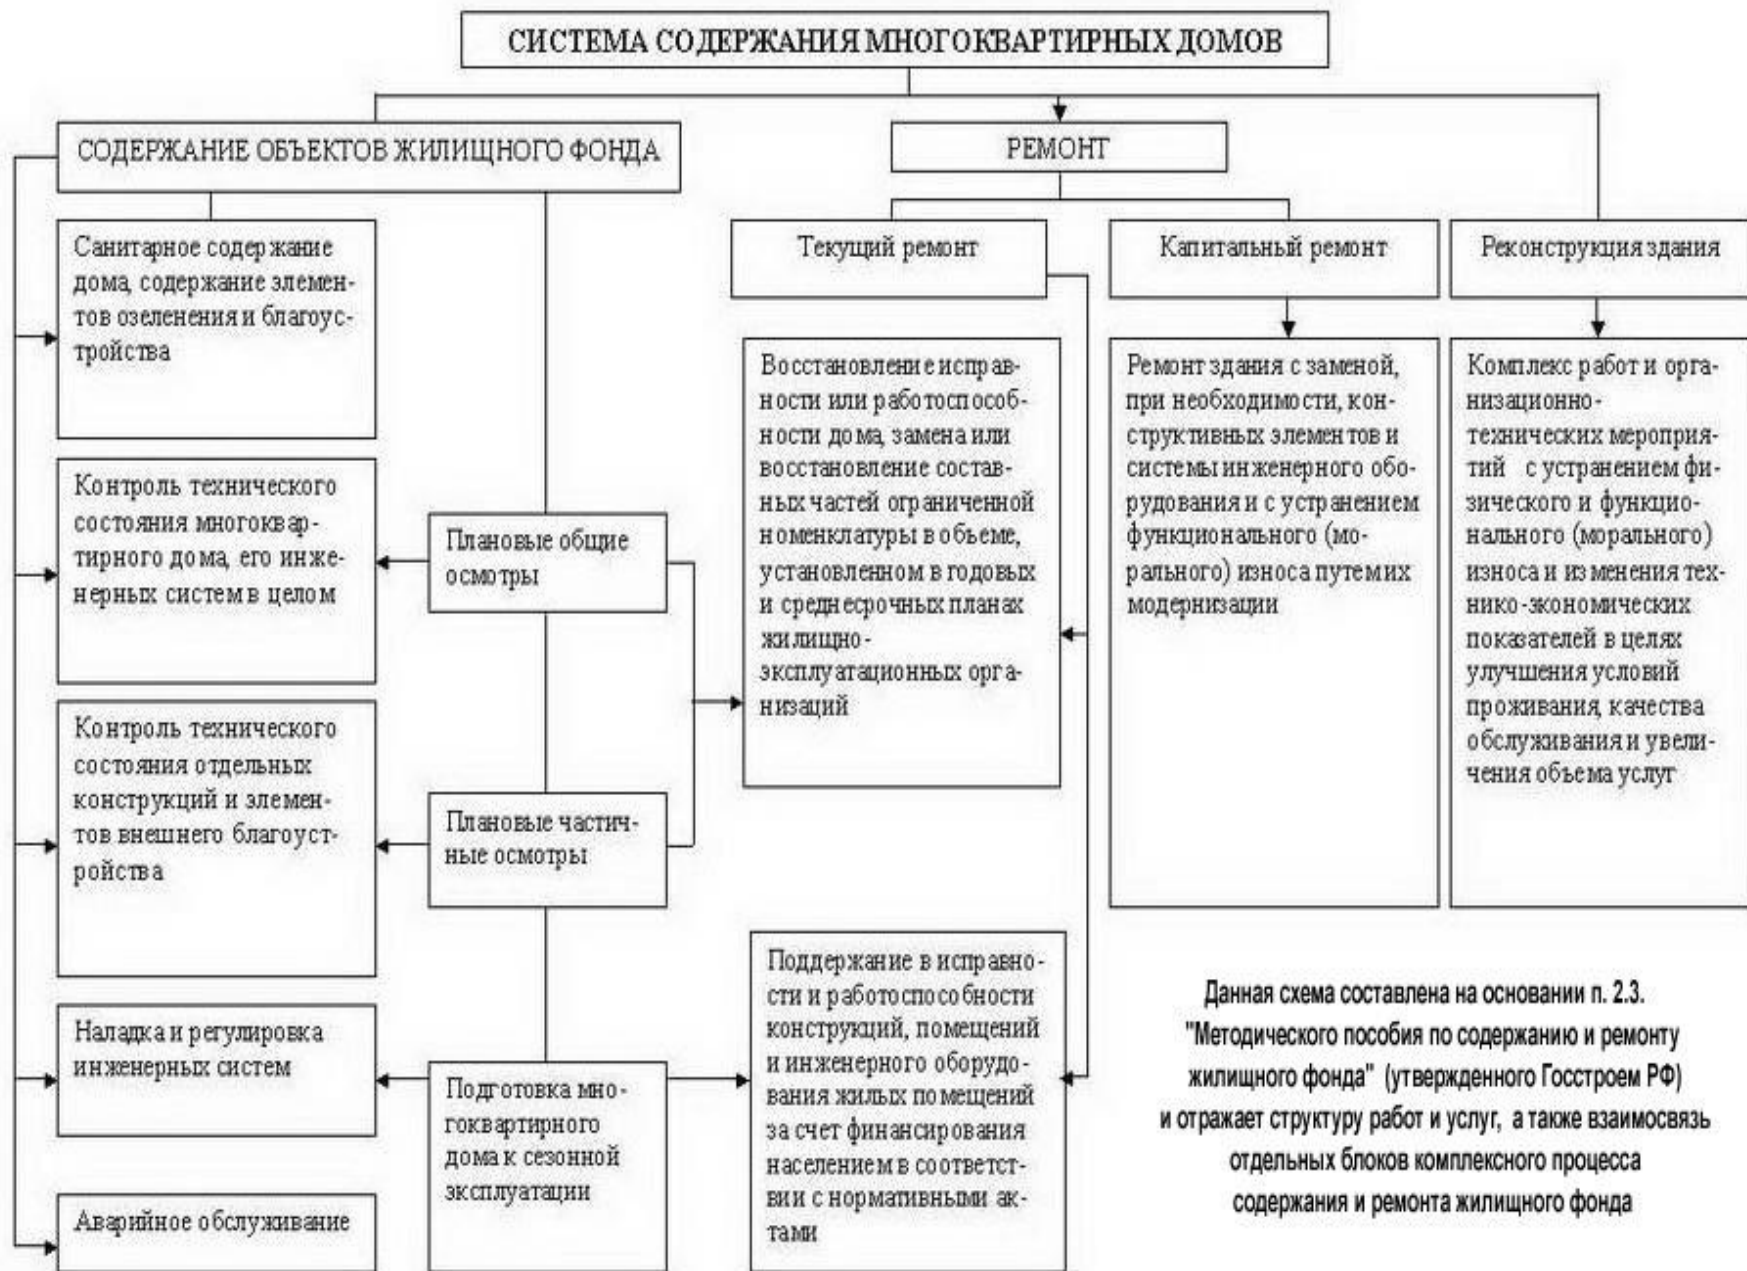 СИСТЕМА СОДЕРЖАНИЯ МНОГОКВАРТИРНЫХ ДОМОВ
СОДЕРЖАНИЕ ОБЪЕКТОВ ЖИЛИЩНОГО ФОНДА
РЕМОНТ
Санитарное содержание
дома, содержание элемен-
тов озеленения и благоус-
тройства
Текущий ремонт
Капитальный ремонт
Реконструкция здания
Контроль технического
состояния многоквар-
тирного дома, его инже-
нерных систем в целом
Плановые общие
осмотры
Восстановление исправ-
ности или работоспособ-
ности дома, замена или
восстановление состав-
ных частей ограниченной
номенклатуры в объеме,
установленном в годовых
и среднесрочных планах
жилищно-
эксплуатационных орга-
низаций
Ремонт здания с заменой,
при необходимости, кон-
структивных элементов и
системы инженерного обо-
рудования и с устранением
функционального (мо-
рального) износа путем их
модернизации
Комплекс работ и орга-
низационно-
технических мероприя-
тий с устранением фи-
зического и функцио-
нального (морального)
износа и изменения тех-
нико-экономических
показателей в целях
улучшения условий
проживания, качества
обслуживания и увели-
чения объема услуг
Контроль технического
состояния отдельных
конструкций и элемен-
тов внешнего благоуст-
ройства
Плановые частич-
ные осмотры
Наладка и регулировка
инженерных систем
Подготовка мно-
гоквартирного
дома к сезонной
эксплуатации
Поддержание в исправно-
сти и работоспособности
конструкций, помещений
и инженерного оборудо-
вания жилых помещений
за счет финансирования
населением в соответст-
вии с нормативными ак-
тами
Аварийное обслуживание
Данная схема составлена на основании п. 2.3.
"Методического пособия по содержанию и ремонту
жилищного фонда" (утвержденного Госстроем РФ)
и отражает структуру работ и услуг, а также взаимосвязь
отдельных блоков комплексного процесса
содержания и ремонта жилищного фонда